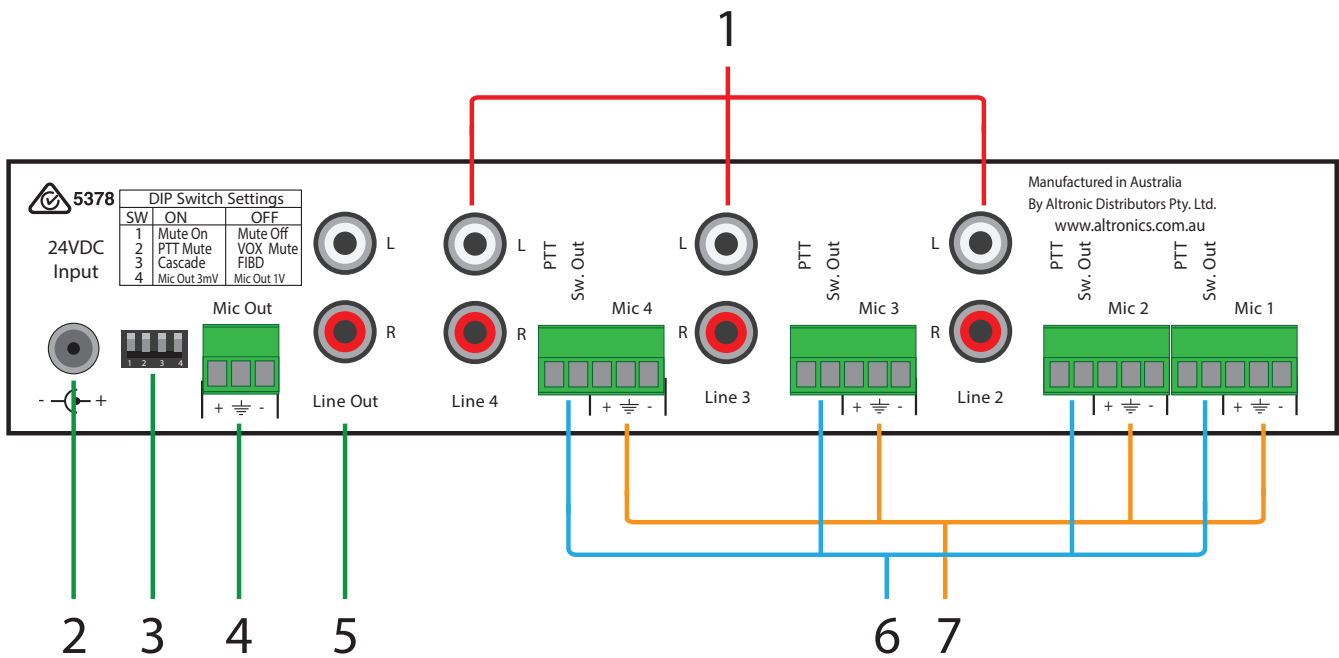 1
5378
DIP Switch Settings
SW ON OFF
1 Mute On Mute Off
2 PTT Mute VOX Mute
3 Cascade FIBD
4 Mic Out 3mV Mic Out 1V
24VDC
Input
Manufactured in Australia
By Altronic Distributors Pty. Ltd.
www.altronics.com.au
L
L
L
L
PTT
Sw. Out
PTT
Sw. Out
PTT
Sw. Out
PTT
Sw. Out
Mic Out
Mic 4
Mic 3
Mic 2
Mic 1
R
R
R
R
1 2 3 4
Line Out
Line 4
Line 3
Line 2
- +
+ -
+ -
+ -
+ -
+ -
2 3 4 5 6 7